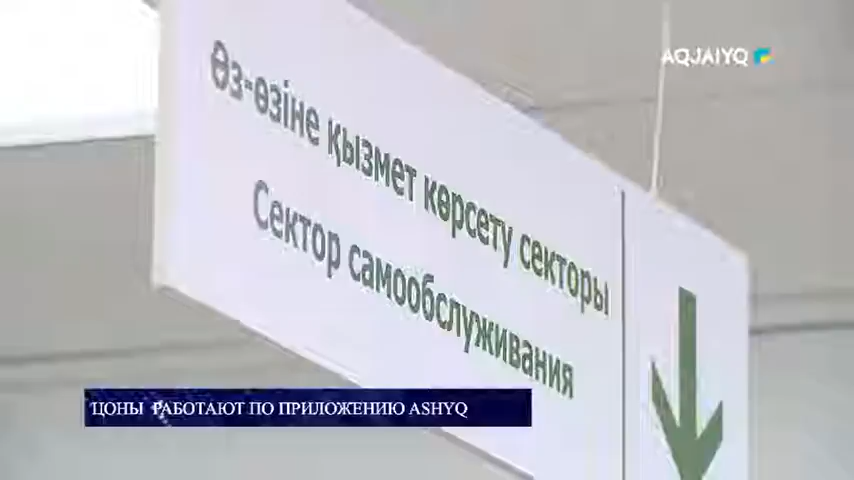 AQJAIYQ
Өз-өзіне қызмет көрсету секторы
Сектор самообслуживания
ЦОНЫ РАБОТАЮТ ПО ПРИЛОЖЕНИЮ ASHYQ